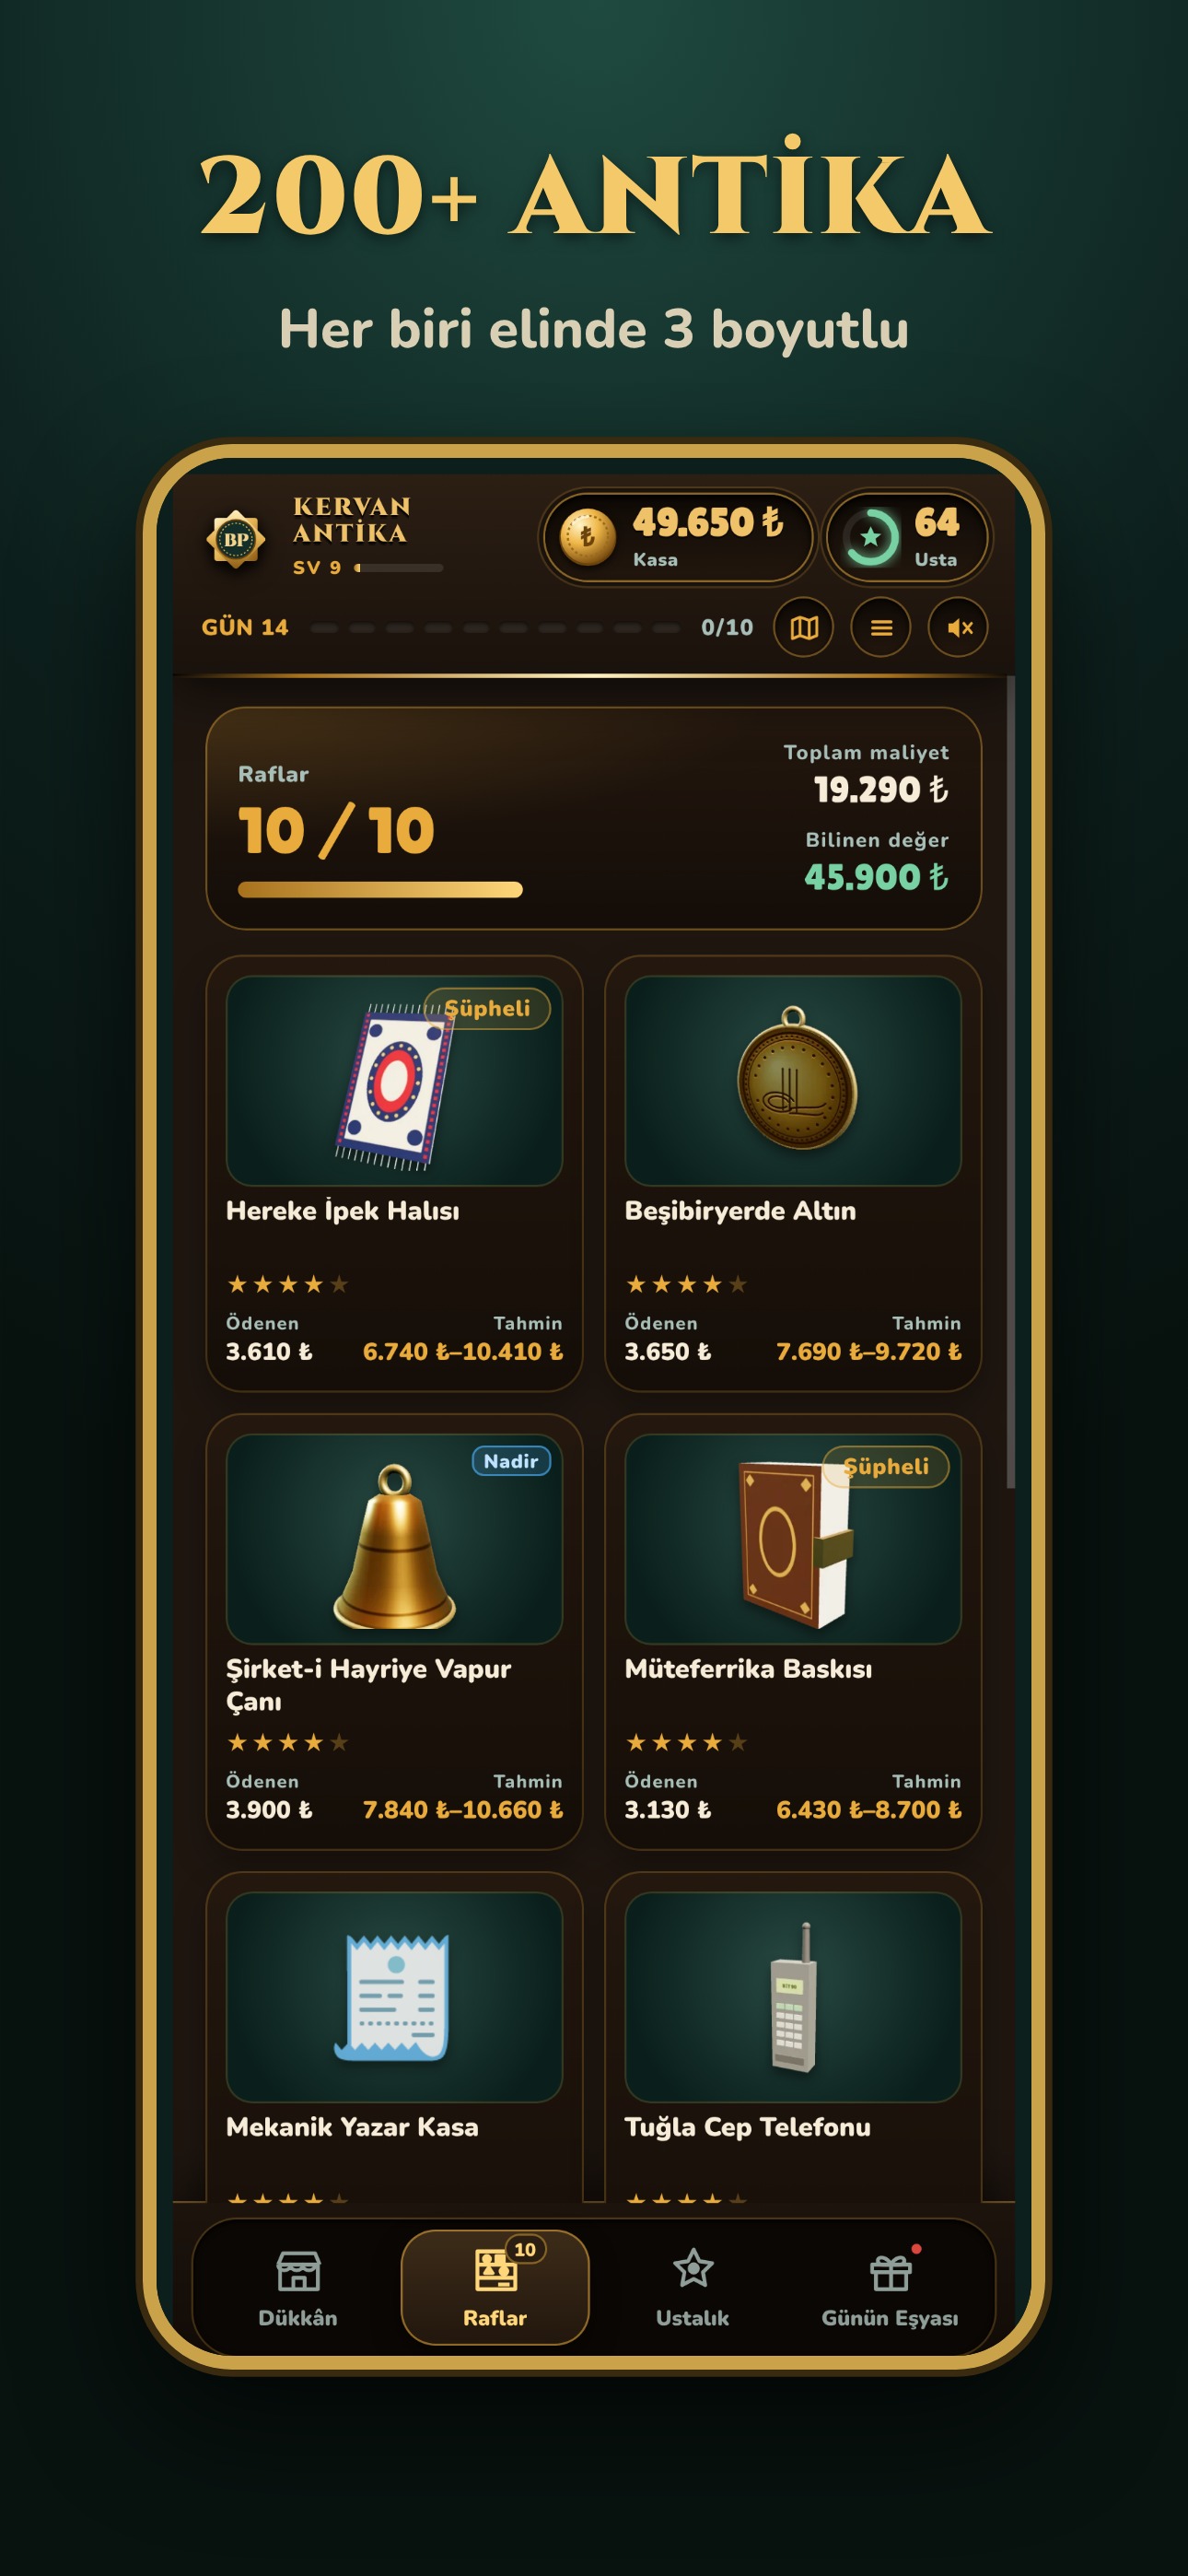 200+ ANTİKA
Her biri elinde 3 boyutlu
BP
KERVAN
ANTİKA
SV 9
49.650 ₺
Kasa
64
Usta
GÜN 14
0/10
Raflar
10 / 10
Toplam maliyet
19.290 ₺
Bilinen değer
45.900 ₺
Şüpheli
Hereke İpek Halısı
Ödenen Tahmin
3.610 ₺ 6.740 ₺–10.410 ₺
Beşibiryerde Altın
Ödenen Tahmin
3.650 ₺ 7.690 ₺–9.720 ₺
Nadir
Şirket-i Hayriye Vapur
Çanı
Ödenen Tahmin
3.900 ₺ 7.840 ₺–10.660 ₺
Şüpheli
Müteferrika Baskısı
Ödenen Tahmin
3.130 ₺ 6.430 ₺–8.700 ₺
Mekanik Yazar Kasa
Tuğla Cep Telefonu
Dükkân
10
Raflar
Ustalık
Günün Eşyası